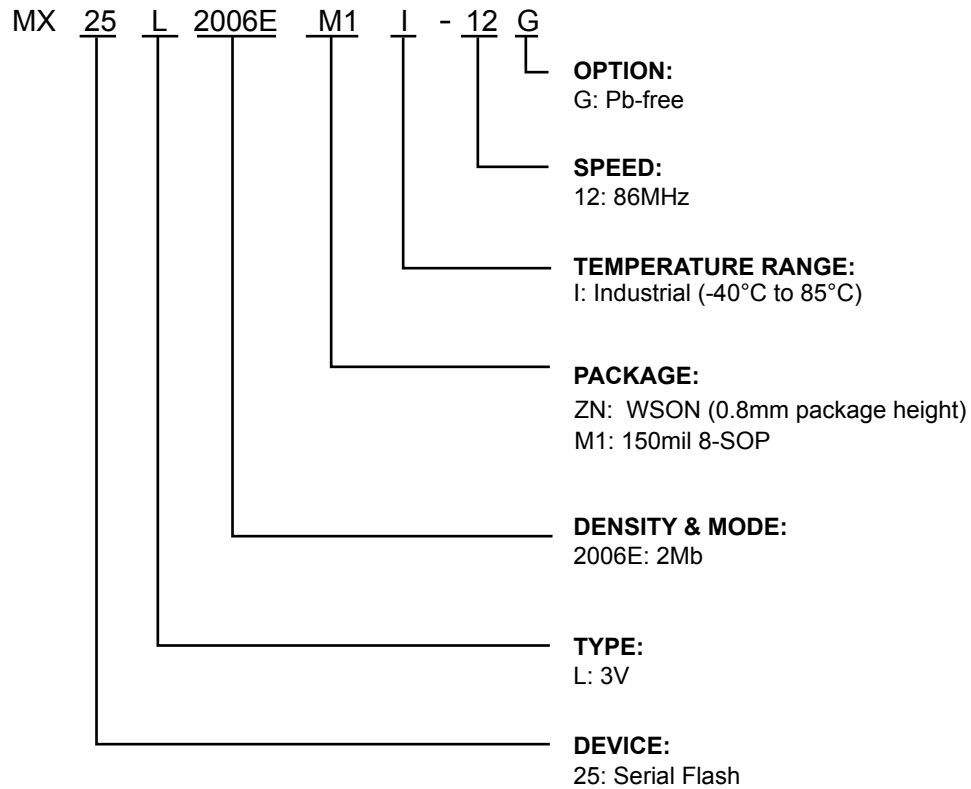 MX 25 L 2006E M1 I - 12 G
OPTION:
G: Pb-free
SPEED:
12: 86MHz
TEMPERATURE RANGE:
I: Industrial (-40°C to 85°C)
PACKAGE:
ZN: WSON (0.8mm package height)
M1: 150mil 8-SOP
DENSITY & MODE:
2006E: 2Mb
TYPE:
L: 3V
DEVICE:
25: Serial Flash